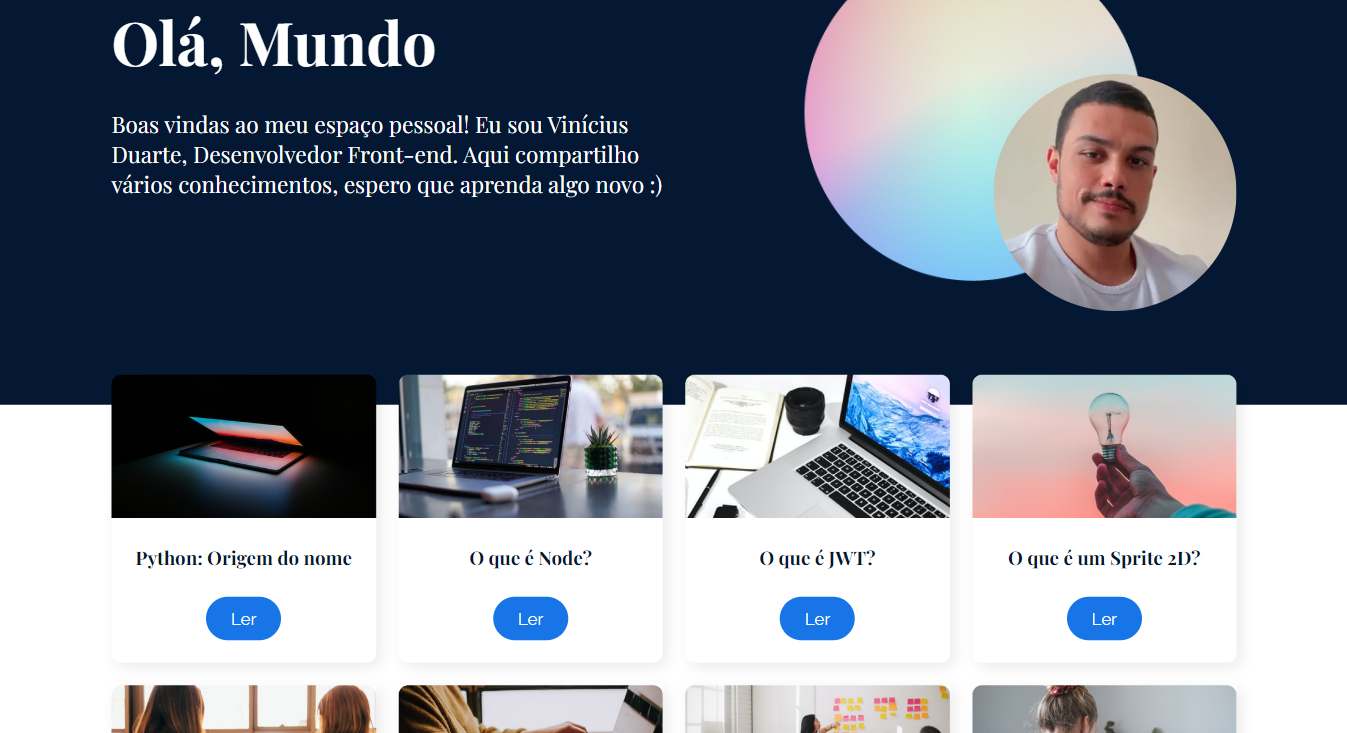 Olá, Mundo
Boas vindas ao meu espaço pessoal! Eu sou Vinícius
Duarte, Desenvolvedor Front-end. Aqui compartilho
vários conhecimentos, espero que aprenda algo novo :)
Python: Origem do nome
O que é Node?
O que é JWT?
O que é um Sprite 2D?
Ler
Ler
Ler
Ler